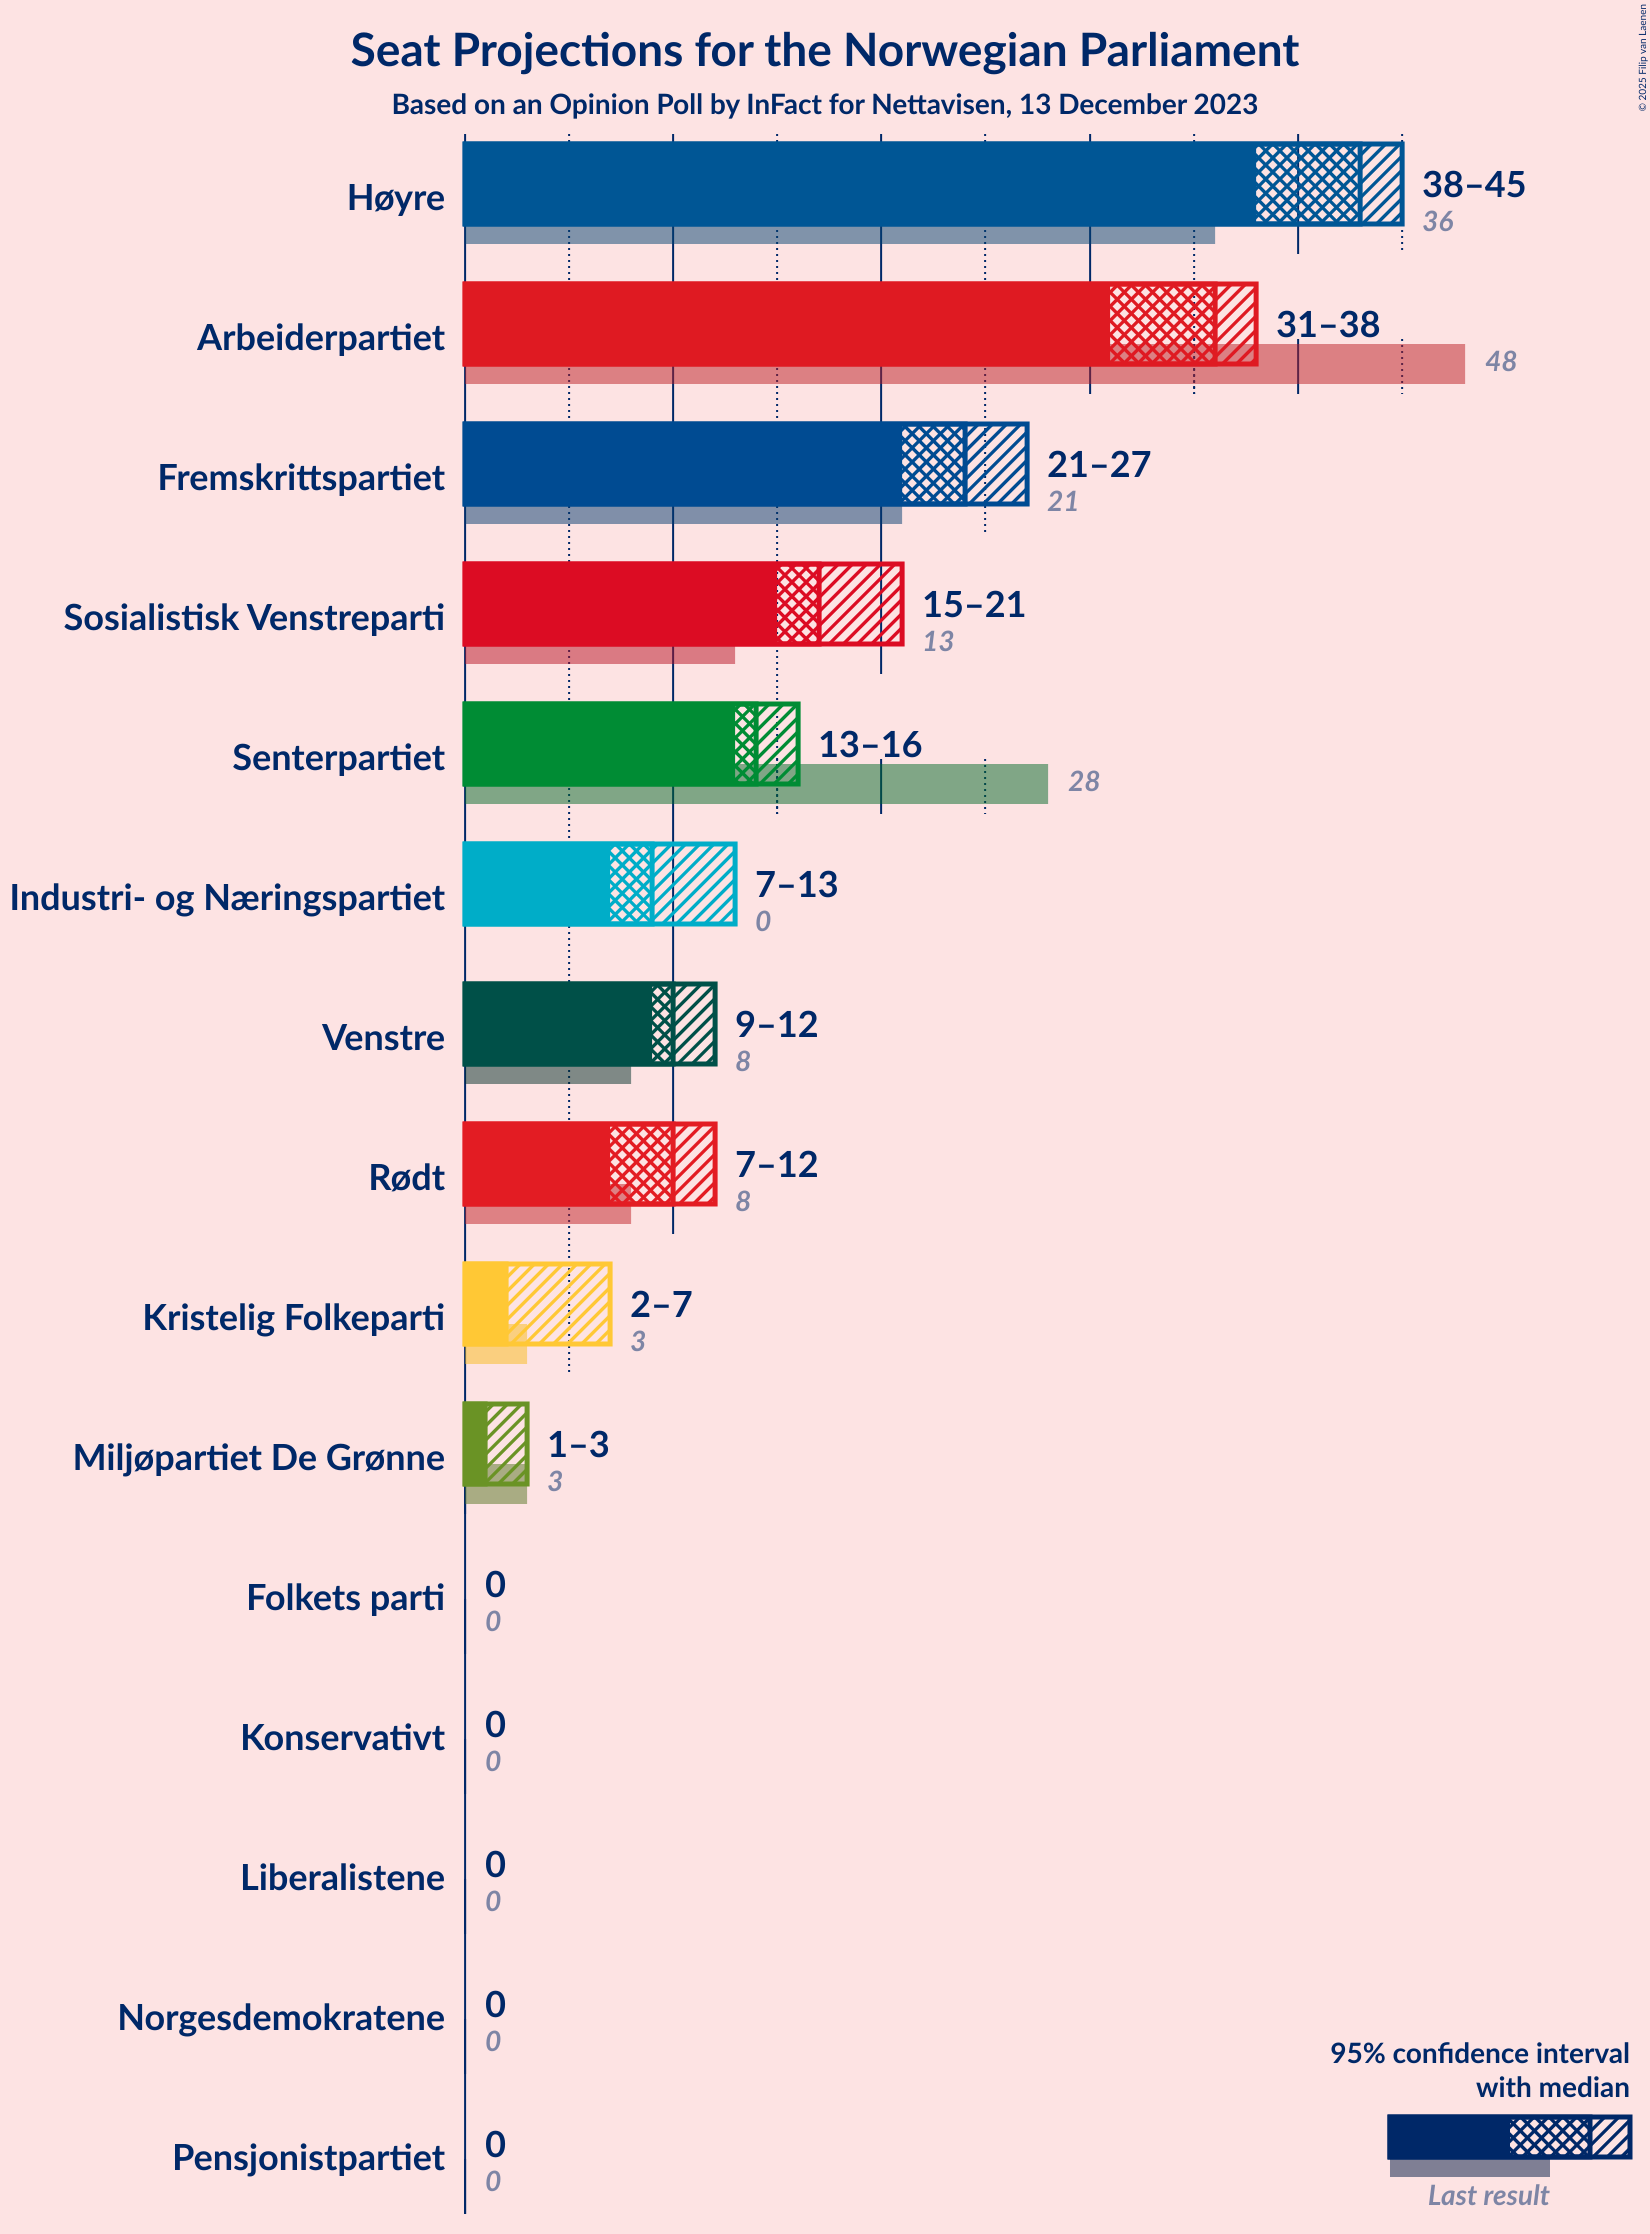 Seat Projections for the Norwegian Parliament
Based on an Opinion Poll by InFact for Nettavisen, 13 December 2023
© 2025 Filip van Laenen
Høyre
38–45
36
Arbeiderpartiet
31–38
48
Fremskrittspartiet
21–27
21
Sosialistisk Venstreparti
15–21
13
Senterpartiet
13–16
28
Industri- og Næringspartiet
7–13
0
Venstre
9–12
8
Rødt
7–12
8
Kristelig Folkeparti
2–7
3
Miljøpartiet De Grønne
1–3
3
Folkets parti
0
0
Konservativt
0
0
Liberalistene
0
0
Norgesdemokratene
0
0
Pensjonistpartiet
0
0
95% confidence interval
with median
Last result